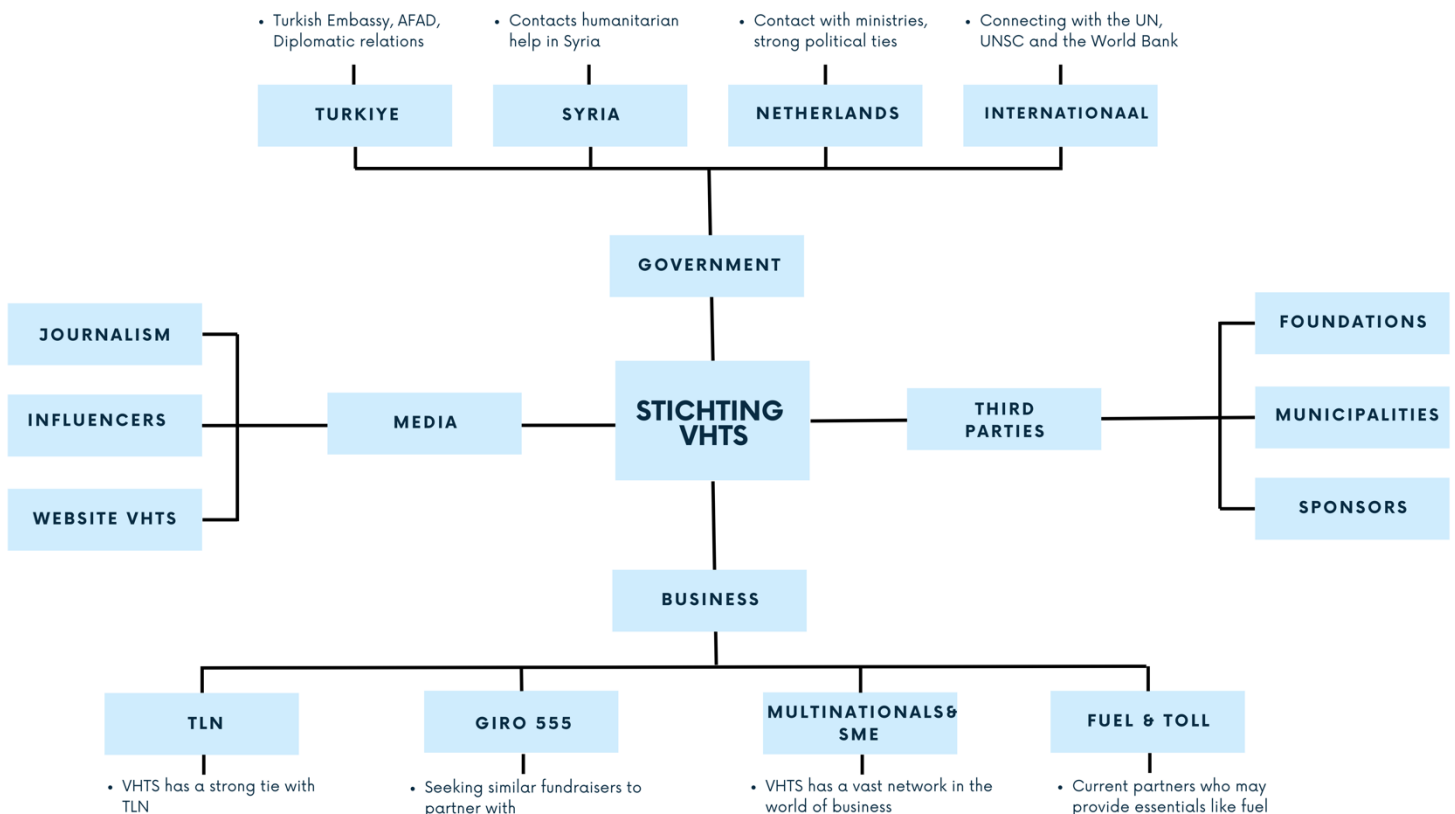 • Turkish Embassy, AFAD,
Diplomatic relations
• Contacts humanitarian
help in Syria
• Contact with ministries,
strong political ties
• Connecting with the UN,
UNSC and the World Bank
TURKIYE
SYRIA
NETHERLANDS
INTERNATIONAAL
GOVERNMENT
JOURNALISM
INFLUENCERS
WEBSITE VHTS
MEDIA
STICHTING
VHTS
THIRD
PARTIES
FOUNDATIONS
MUNICIPALITIES
SPONSORS
BUSINESS
TLN
GIRO 555
MULTINATIONALS&
SME
FUEL & TOLL
• VHTS has a strong tie with
TLN
• Seeking similar fundraisers to
partner with
• VHTS has a vast network in the
world of business
• Current partners who may
provide essentials like fuel